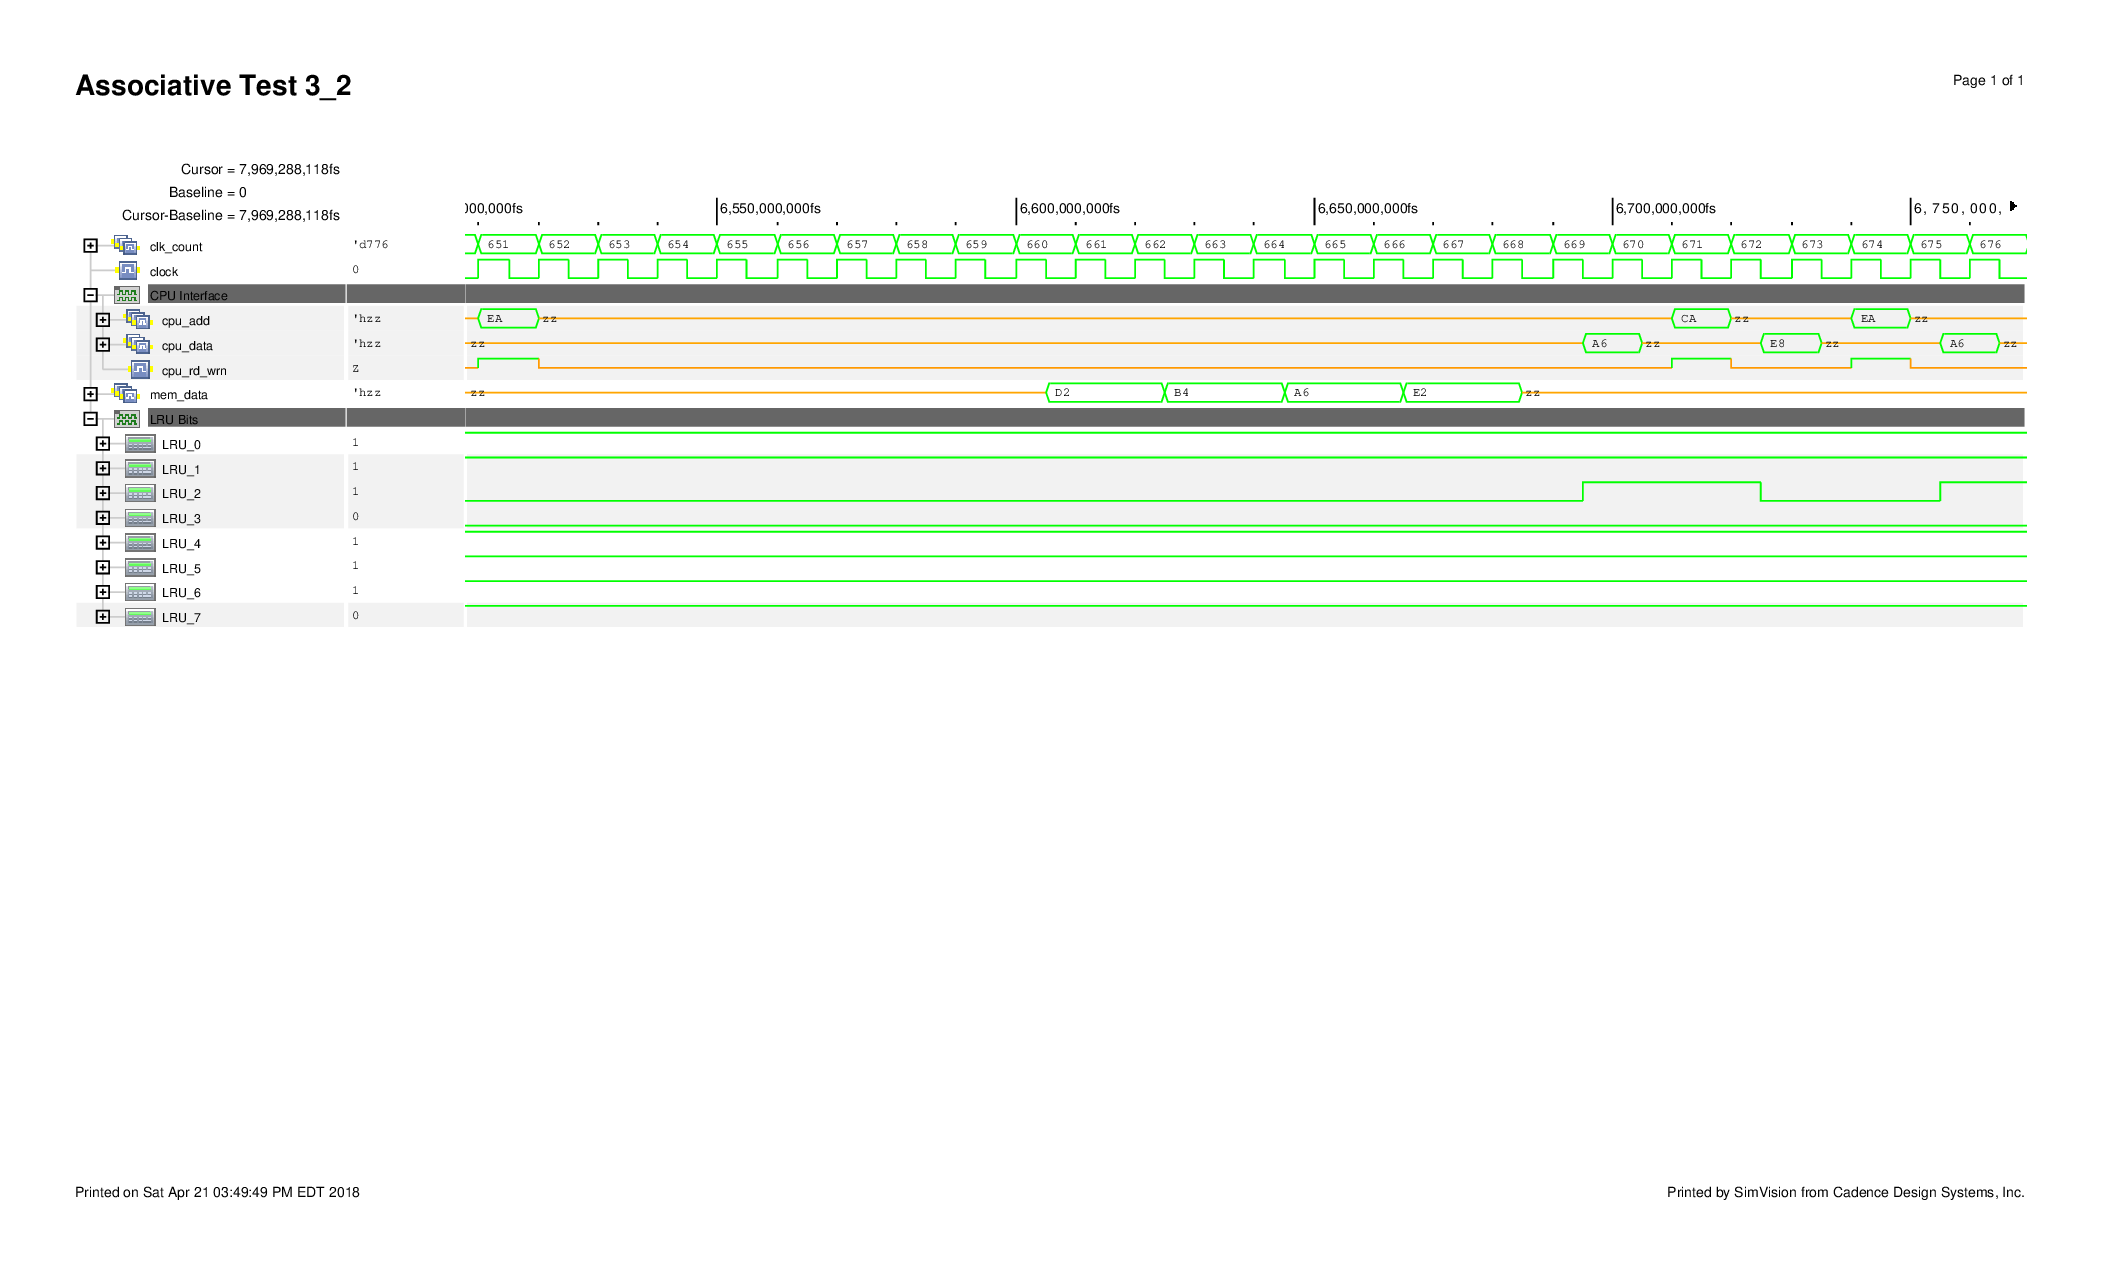 Associative Test 3_2
Page 1 of 1
Cursor = 7,969,288,118fs
Baseline = 0
Cursor-Baseline = 7,969,288,118fs
000,000fs 6,550,000,000fs 6,600,000,000fs 6,650,000,000fs 6,700,000,000fs 6,750,000,
clk_count 'd776 651 652 653 654 655 656 657 658 659 660 661 662 663 664 665 666 667 668 669 670 671 672 673 674 675 676
clock 0
CPU Interface
cpu_add 'hzz EA zz CA zz EA zz
cpu_data 'hzz zz A6 zz E8 zz A6 zz
cpu_rd_wrn z
mem_data 'hzz zz D2 B4 A6 E2 zz
LRU Bits
LRU_0 1
LRU_1 1
LRU_2 1
LRU_3 0
LRU_4 1
LRU_5 1
LRU_6 1
LRU_7 0
Printed on Sat Apr 21 03:49:49 PM EDT 2018
Printed by SimVision from Cadence Design Systems, Inc.